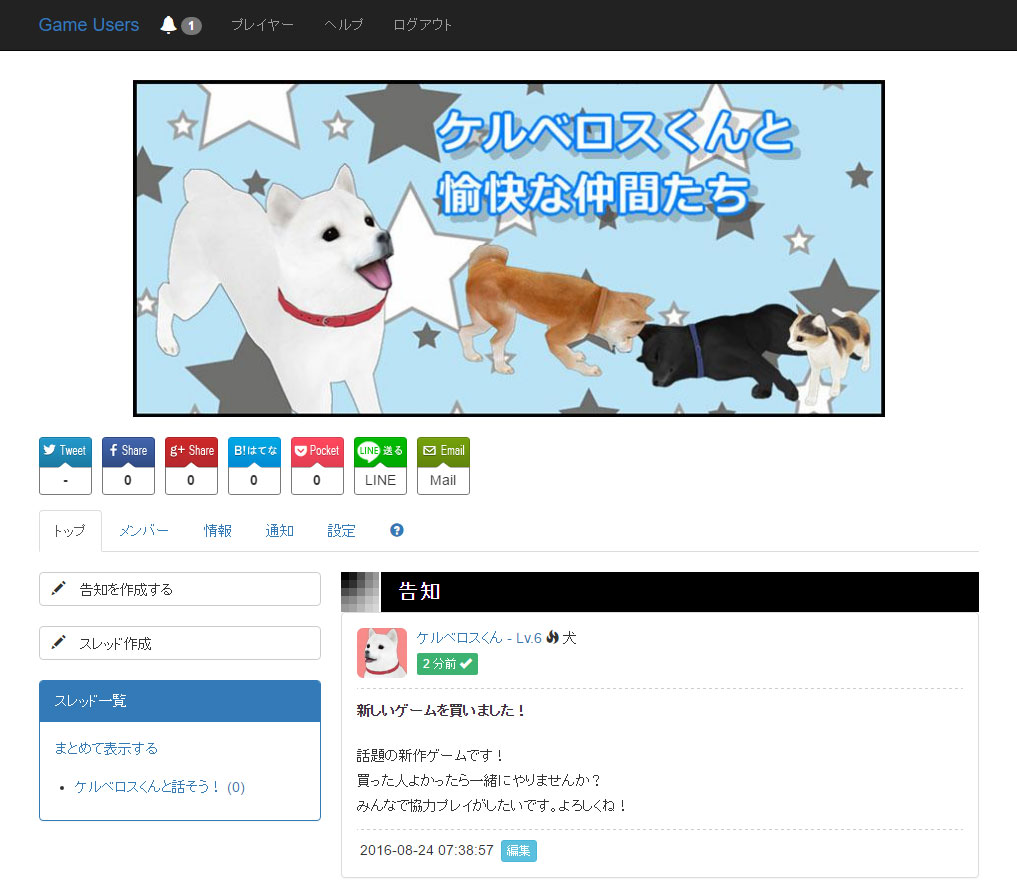 Game Users 1 プレイヤー ヘルプ ログアウト
ケルベロスくんと
愉快な仲間たち
Tweet Share g+ Share B!はてな Pocket LINE 送る Email
- 0 0 0 0 LINE Mail
トップ メンバー 情報 通知 設定 ?
告知を作成する
スレッド作成
スレッド一覧
まとめて表示する
ケルベロスくんと話そう！ (0)
告知
ケルベロスくん - Lv.6 犬
2 分前
新しいゲームを買いました！
話題の新作ゲームです！
買った人よかったら一緒にやりませんか？
みんなで協力プレイがしたいです。よろしくね！
2016-08-24 07:38:57 編集